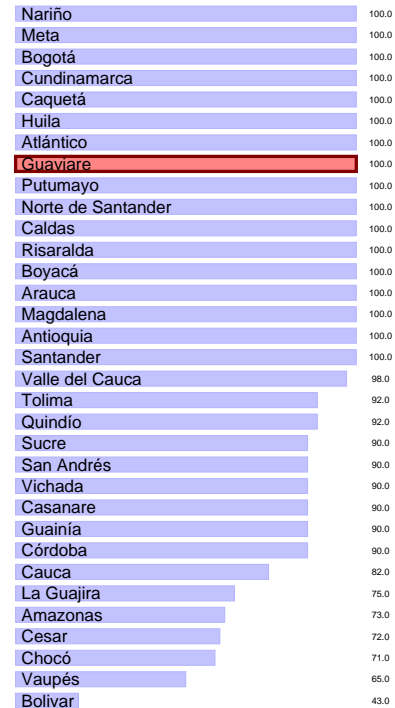 Nariño 100.0
Meta 100.0
Bogotá 100.0
Cundinamarca 100.0
Caquetá 100.0
Huila 100.0
Atlántico 100.0
Guaviare 100.0
Putumayo 100.0
Norte de Santander 100.0
Caldas 100.0
Risaralda 100.0
Boyacá 100.0
Arauca 100.0
Magdalena 100.0
Antioquia 100.0
Santander 100.0
Valle del Cauca 98.0
Tolima 92.0
Quindío 92.0
Sucre 90.0
San Andrés 90.0
Vichada 90.0
Casanare 90.0
Guainía 90.0
Córdoba 90.0
Cauca 82.0
La Guajira 75.0
Amazonas 73.0
Cesar 72.0
Chocó 71.0
Vaupés 65.0
Bolivar 43.0